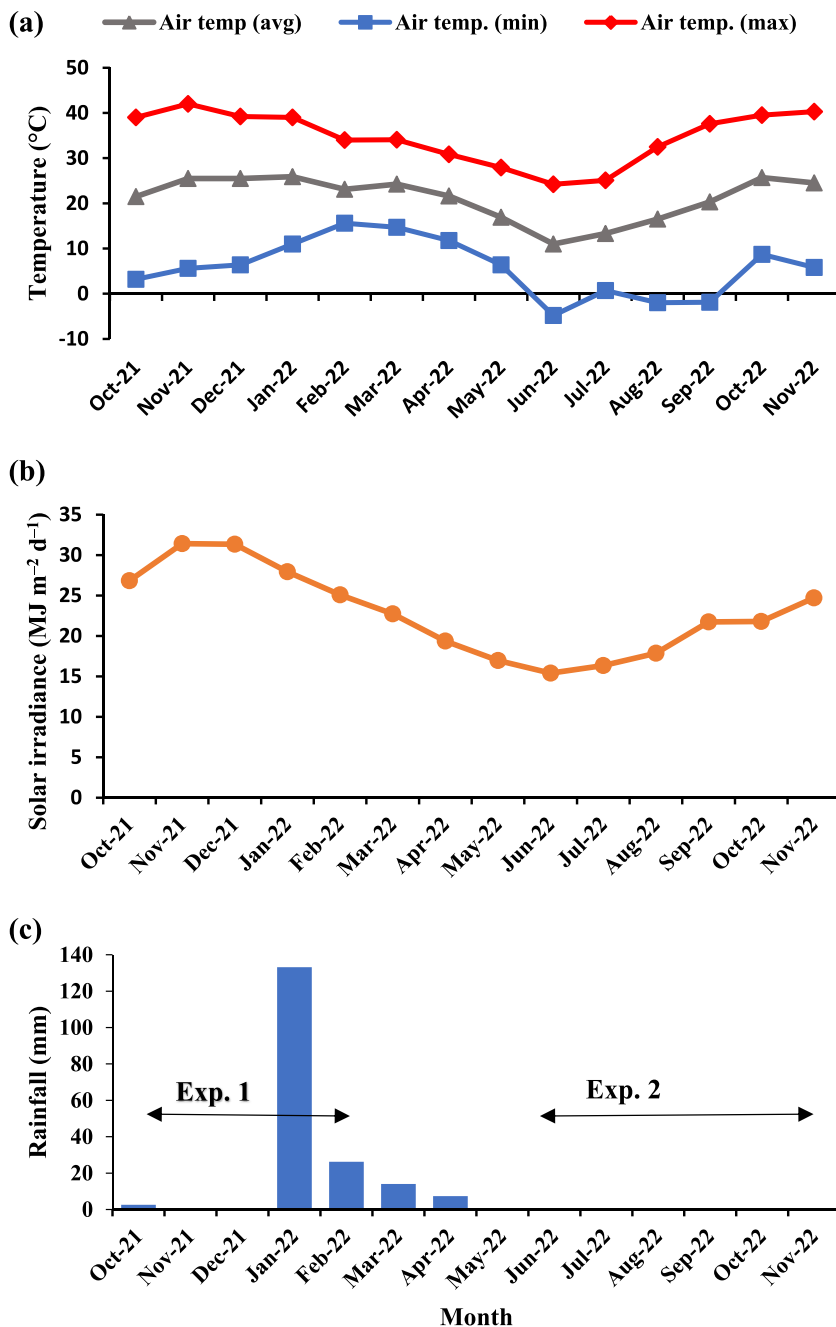 (a)
Air temp (avg) Air temp. (min) Air temp. (max)
Temperature (°C)
50
40
30
20
10
0
-10
Oct-21 Nov-21 Dec-21 Jan-22 Feb-22 Mar-22 Apr-22 May-22 Jun-22 Jul-22 Aug-22 Sep-22 Oct-22 Nov-22
(b)
Solar irradiance (MJ m⁻² d⁻¹)
35
30
25
20
15
10
5
0
Oct-21 Nov-21 Dec-21 Jan-22 Feb-22 Mar-22 Apr-22 May-22 Jun-22 Jul-22 Aug-22 Sep-22 Oct-22 Nov-22
(c)
Rainfall (mm)
140
120
100
80
60
40
20
0
Exp. 1 Exp. 2
Oct-21 Nov-21 Dec-21 Jan-22 Feb-22 Mar-22 Apr-22 May-22 Jun-22 Jul-22 Aug-22 Sep-22 Oct-22 Nov-22
Month